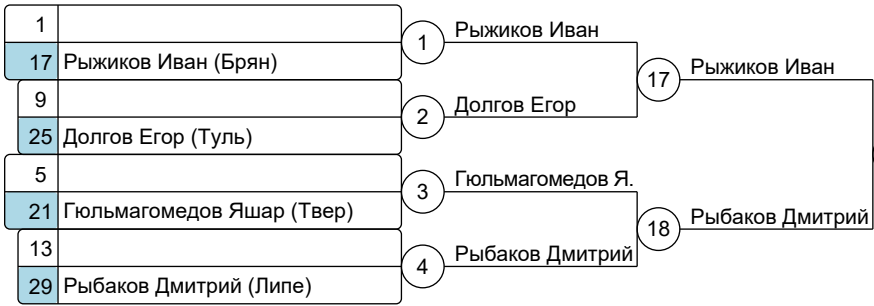 1
17 Рыжиков Иван (Брян)
9
25 Долгов Егор (Туль)
5
21 Гюльмагомедов Яшар (Твер)
13
29 Рыбаков Дмитрий (Липе)
1 Рыжиков Иван
2 Долгов Егор
3 Гюльмагомедов Я.
4 Рыбаков Дмитрий
17 Рыжиков Иван
18 Рыбаков Дмитрий